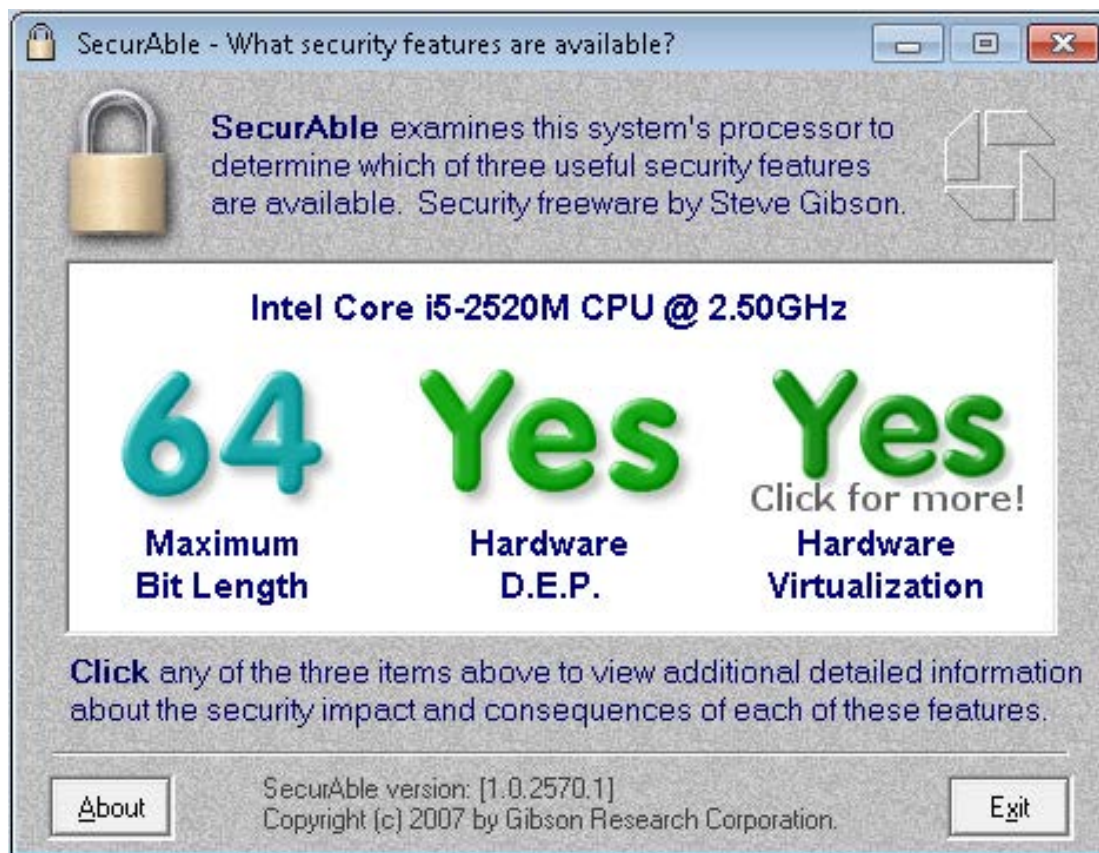 SecurAble - What security features are available?
SecurAble examines this system's processor to
determine which of three useful security features
are available. Security freeware by Steve Gibson.
Intel Core i5-2520M CPU @ 2.50GHz
64 Yes Yes
Click for more!
Maximum Hardware Hardware
Bit Length D.E.P. Virtualization
Click any of the three items above to view additional detailed information
about the security impact and consequences of each of these features.
About
SecurAble version: [1.0.2570.1]
Copyright (c) 2007 by Gibson Research Corporation.
Exit